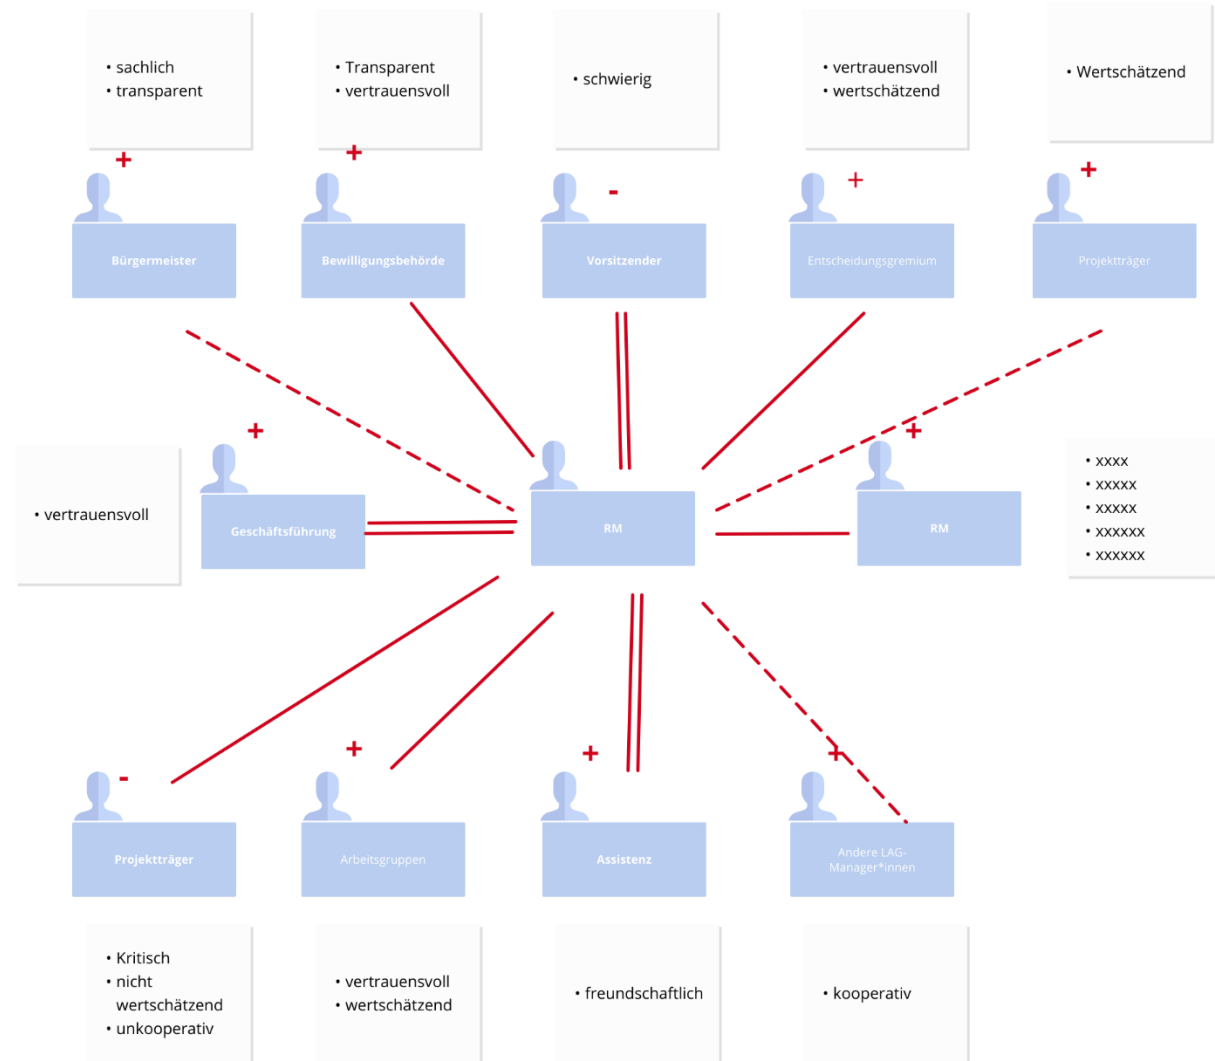 • sachlich
• transparent
• Transparent
• vertrauensvoll
• schwierig
• vertrauensvoll
• wertschätzend
• Wertschätzend
+
+
-
+
+
Bürgermeister
Bewilligungsbehörde
Vorsitzender
Entscheidungsgremium
Projektträger
• vertrauensvoll
+
Geschäftsführung
RM
+
RM
• xxxx
• xxxxx
• xxxxx
• xxxxxx
• xxxxxx
-
+
+
+
Projektträger
Arbeitsgruppen
Assistenz
Andere LAG-
Manager*innen
• Kritisch
• nicht
wertschätzend
• unkooperativ
• vertrauensvoll
• wertschätzend
• freundschaftlich
• kooperativ